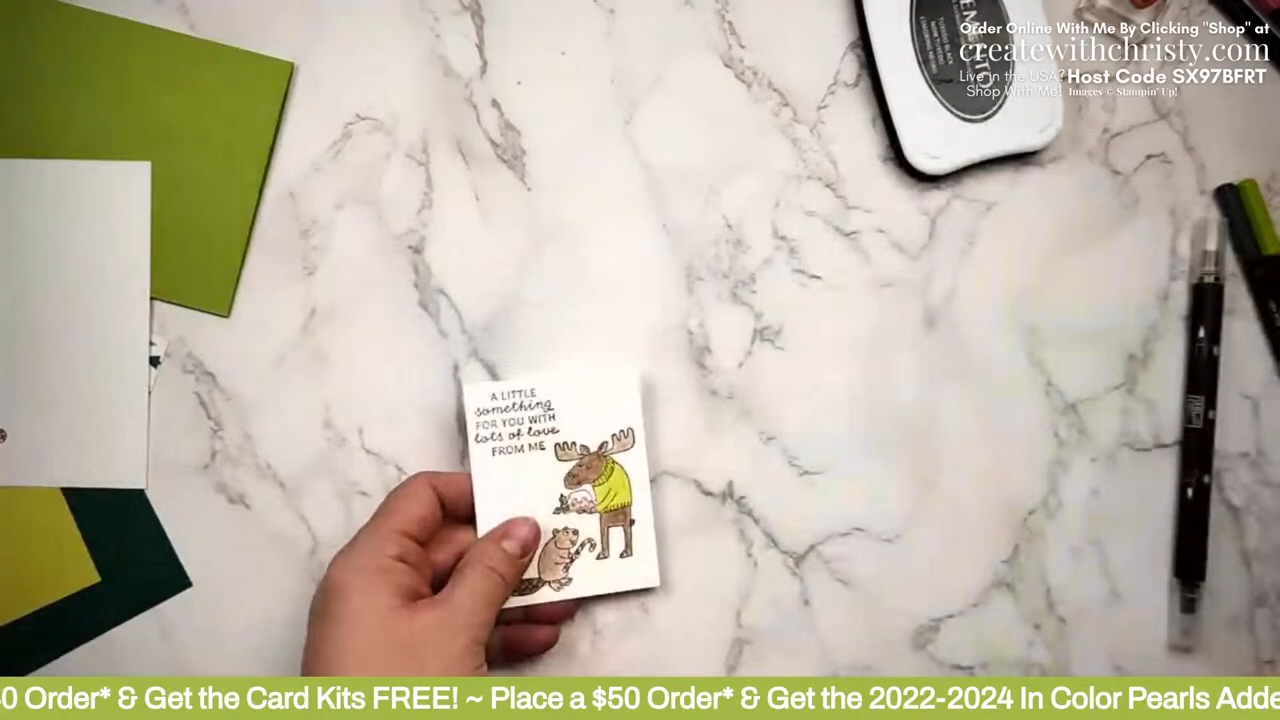 Order Online With Me By Clicking "Shop" at
createwithchristy.com
Live in the USA? Host Code SX97BFRT
Shop With Me! Images © Stampin' Up!
TUXEDO BLACK
A LITTLE
something
FOR YOU WITH
lots of love
FROM ME
0 Order* & Get the Card Kits FREE! ~ Place a $50 Order* & Get the 2022-2024 In Color Pearls Adde